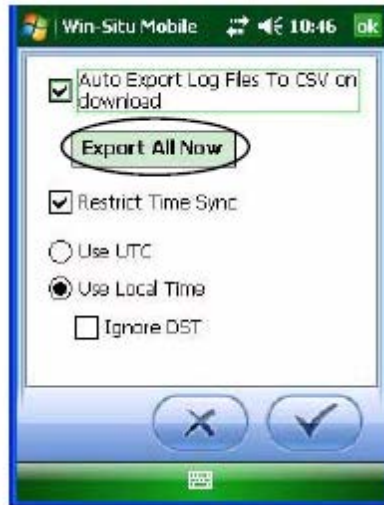 Win-Situ Mobile 10:46 ok
Auto Export Log Files To CSV on
download
Export All Now
Restrict Time Sync
Use UTC
Use Local Time
Ignore DST